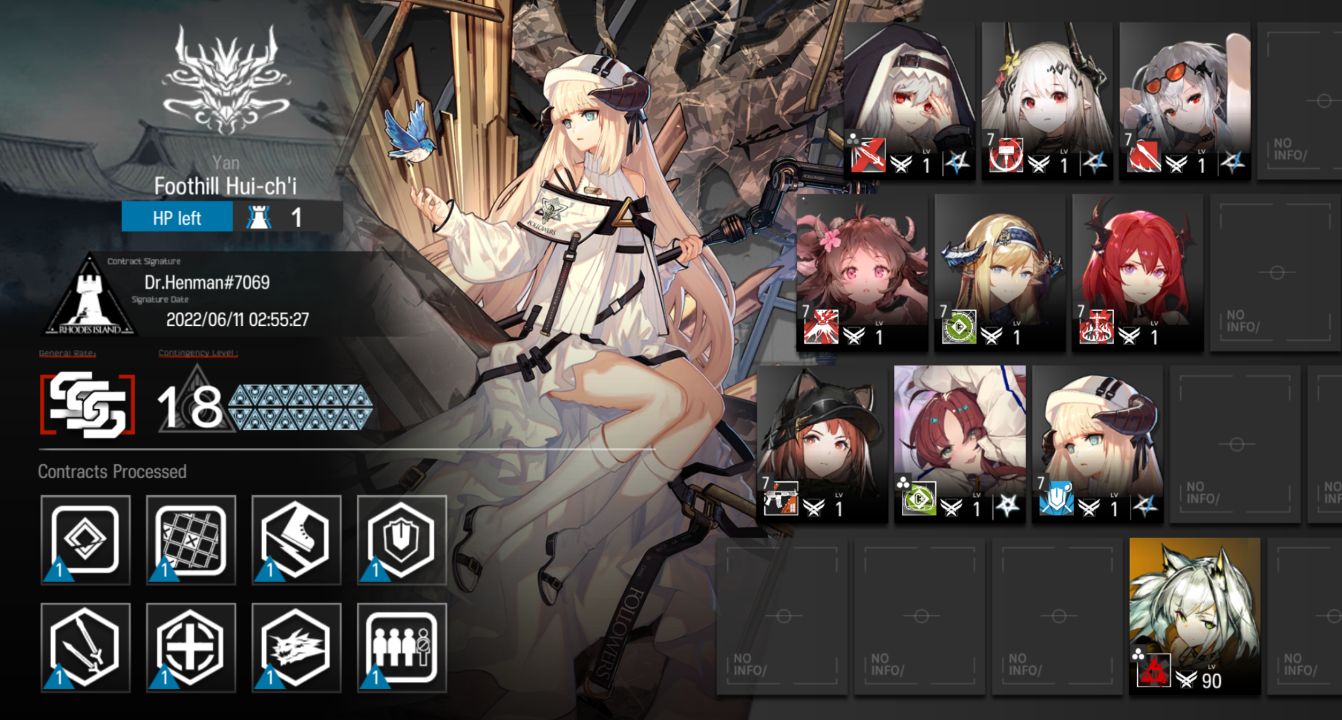 Yan
Foothill Hui-ch'i
HP left 1
Contract Signature
Dr.Henman#7069
Signature Date
2022/06/11 02:55:27
RHODES ISLAND
General Rate:
Contingency Level:
SSS
18
Contracts Processed
1 1 1 1
1 1 1 1
FOLLOWERS
FOLLOWERS
LV 1
7 LV 1
7 LV 1
NO INFO/
7 LV 1
7 LV 1
7 LV 1
NO INFO/
7 LV 1
LV 1
7 LV 1
NO INFO/
NO
NO INFO/
NO INFO/
NO INFO/
LV 90
NO INFO/